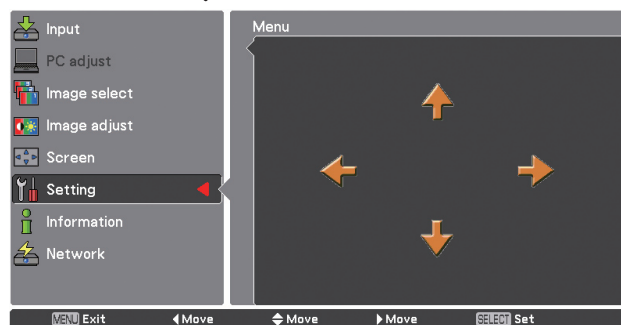 Input
PC adjust
Image select
Image adjust
Screen
Setting
Information
Network
Menu
MENU Exit ◀Move Move ▶Move SELECT Set